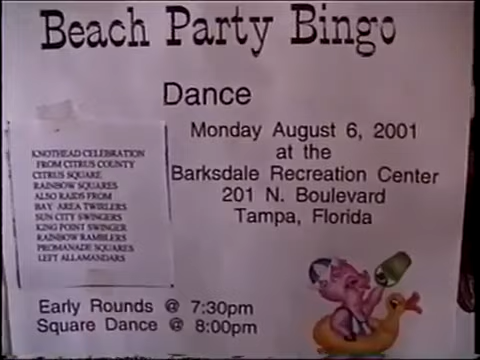 Beach Party Bingo
Dance
Monday August 6, 2001
at the
Barksdale Recreation Center
201 N. Boulevard
Tampa, Florida
KNOTHEAD CELEBRATION
FROM CITRUS COUNTY
CITRUS SQUARE
RAINBOW SQUARES
ALSO RAIDS FROM
BAY AREA TWIRLERS
SUN CITY SWINGERS
KING POINT SWINGER
RAINBOW RAMBLERS
PROMANADE SQUARES
LEFT ALLAMANDARS
Early Rounds @ 7:30pm
Square Dance @ 8:00pm